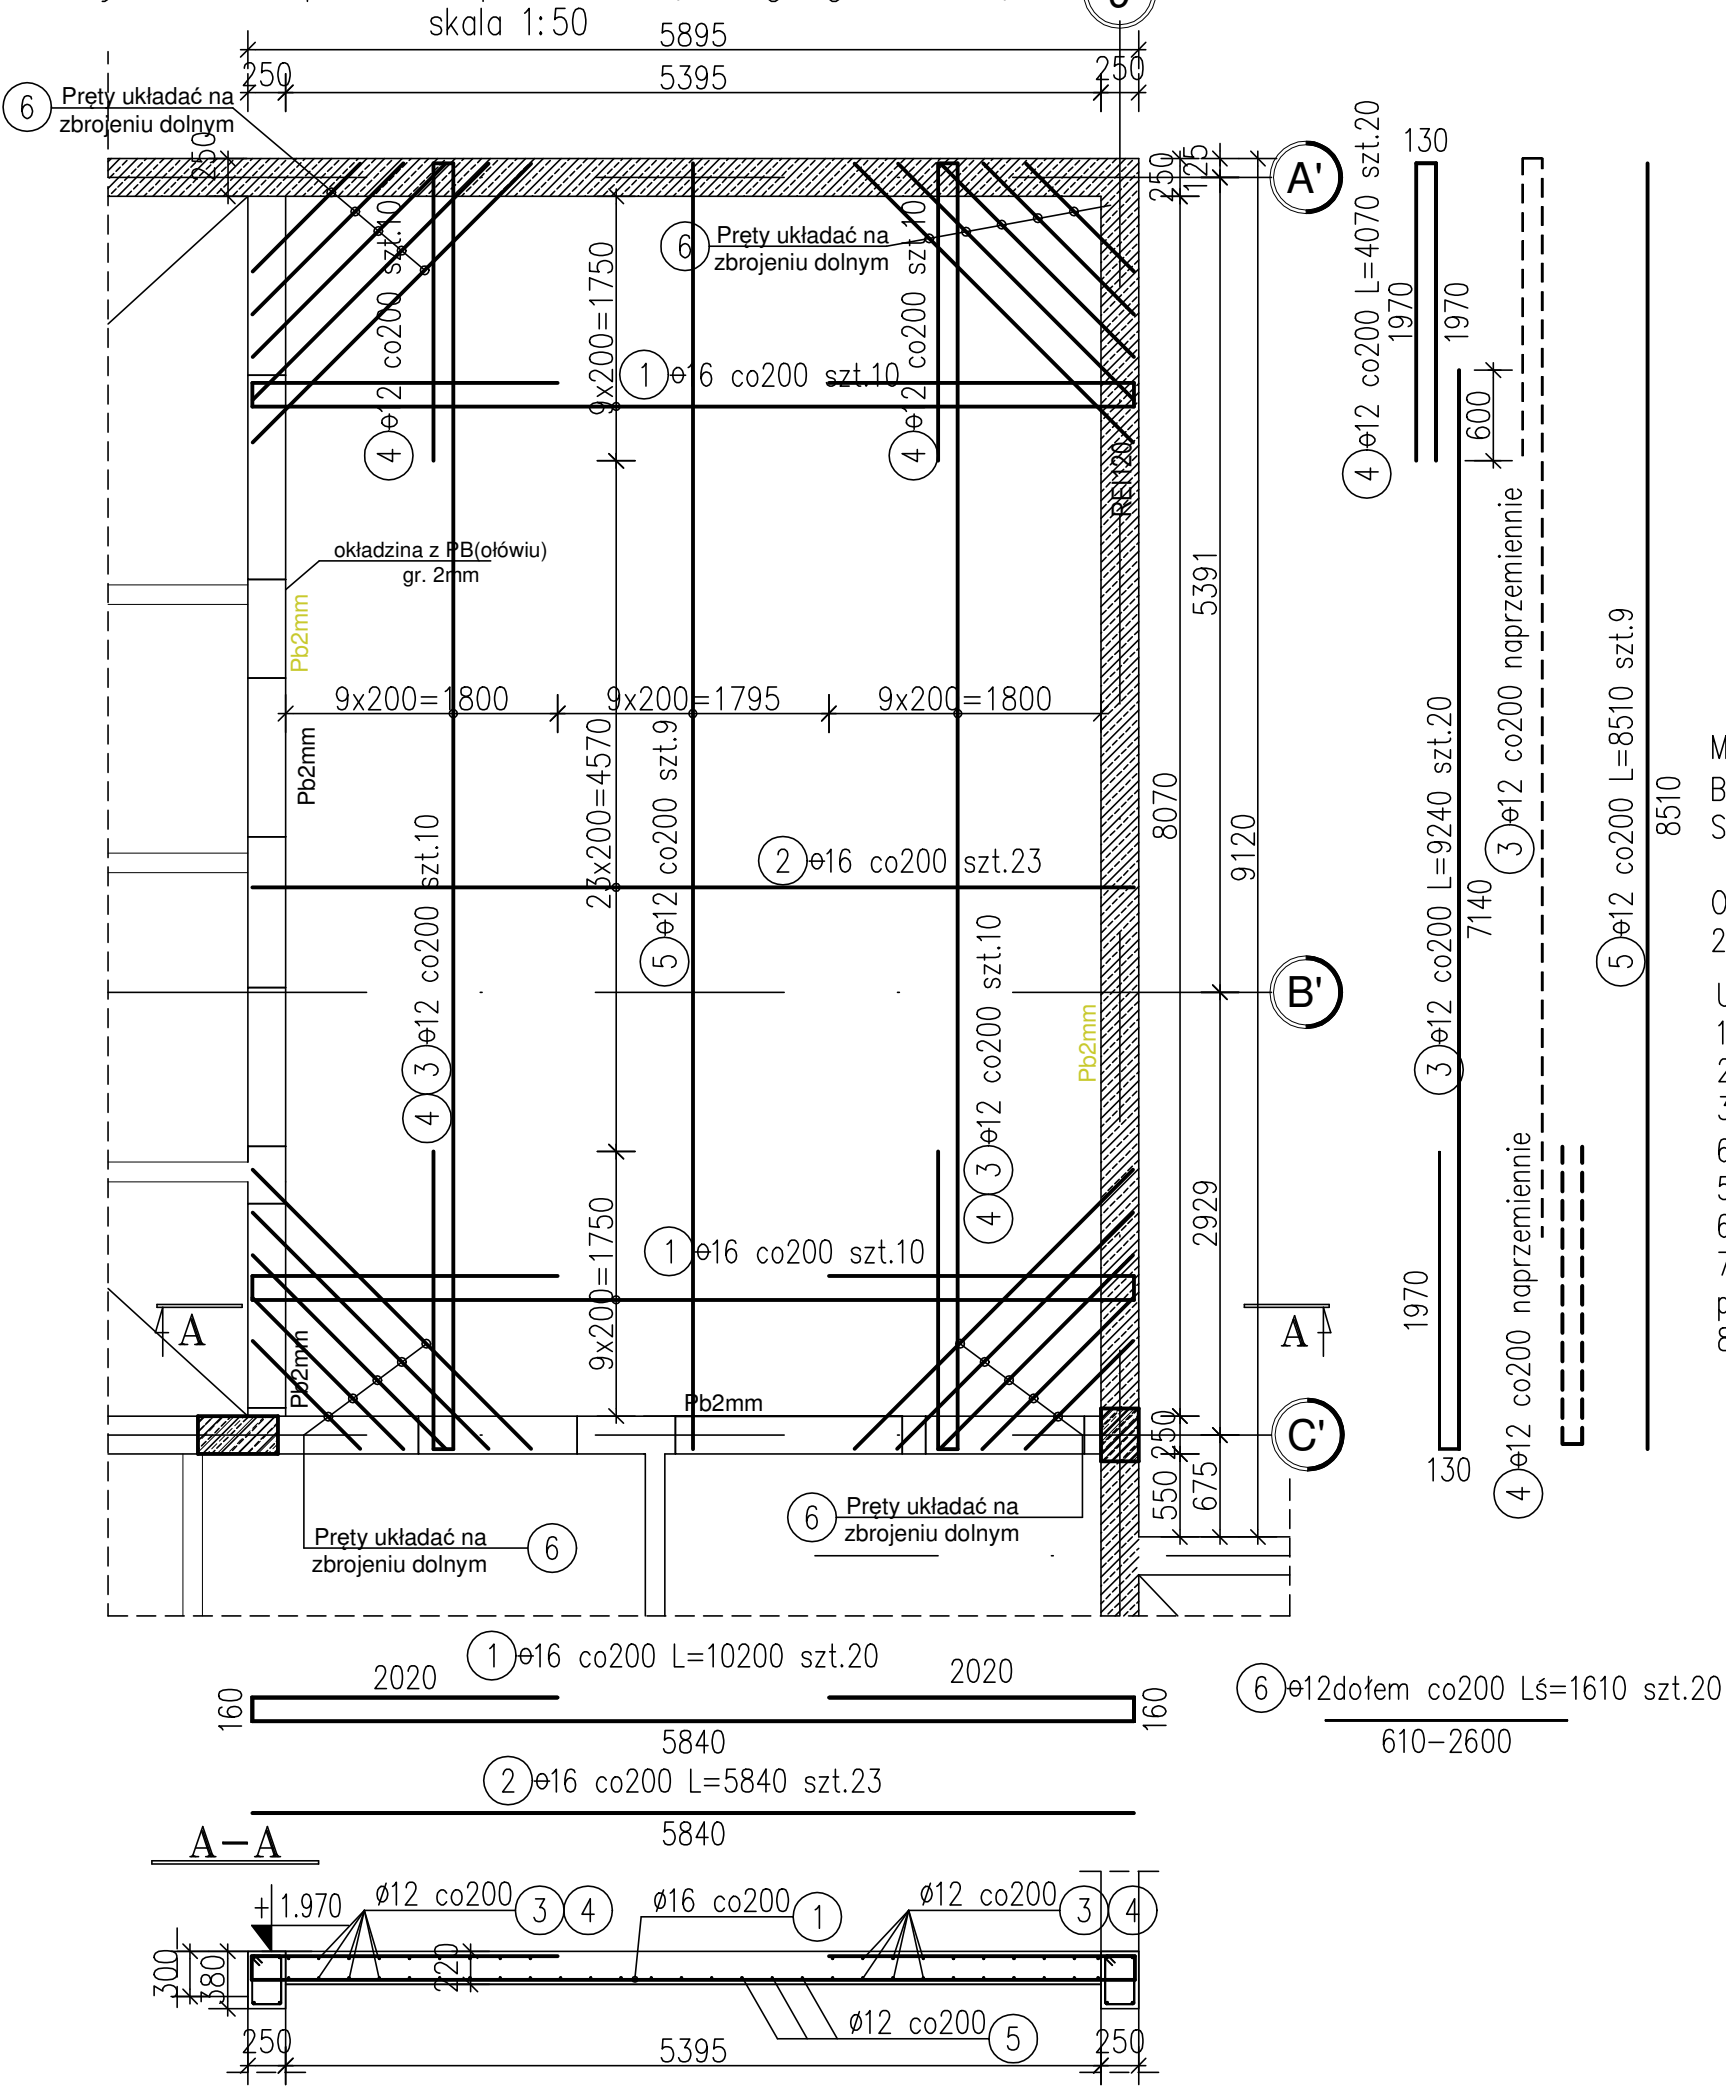 skala 1:50
5895
250
5395
250
6
Pręty układać na
zbrojeniu dolnym
250
250
125
A'
4 ϕ12 co200 szt.10
9x200=1750
6
Pręty układać na
zbrojeniu dolnym
4 ϕ12 co200 szt.10
1 ϕ16 co200 szt.10
REI120
4 ϕ12 co200 L=4070 szt.20
130
1970
1970
600
okładzina z PB(ołówiu)
gr. 2mm
Pb2mm
5391
3 ϕ12 co200 naprzemiennie
9x200=1800
9x200=1795
9x200=1800
Pb2mm
23x200=4570
5 ϕ12 co200 szt.9
8070
9120
3 ϕ12 co200 L=9240 szt.20
7140
5 ϕ12 co200 L=8510 szt.9
8510
2 ϕ16 co200 szt.23
4 3 ϕ12 co200 szt.10
4 3 ϕ12 co200 szt.10
B'
Pb2mm
2929
1 ϕ16 co200 szt.10
9x200=1750
A
A
Pb2mm
Pb2mm
1970
130
4 ϕ12 co200 naprzemiennie
C'
250
550
675
Pręty układać na
zbrojeniu dolnym
6
6
Pręty układać na
zbrojeniu dolnym
1 ϕ16 co200 L=10200 szt.20
2020
2020
160
160
5840
6 ϕ12dołem co200 Lś=1610 szt.20
610-2600
2 ϕ16 co200 L=5840 szt.23
5840
A-A
+1.970
ø12 co200 3 4
ø16 co200 1
ø12 co200 3 4
300
380
220
ø12 co200 5
250
5395
250